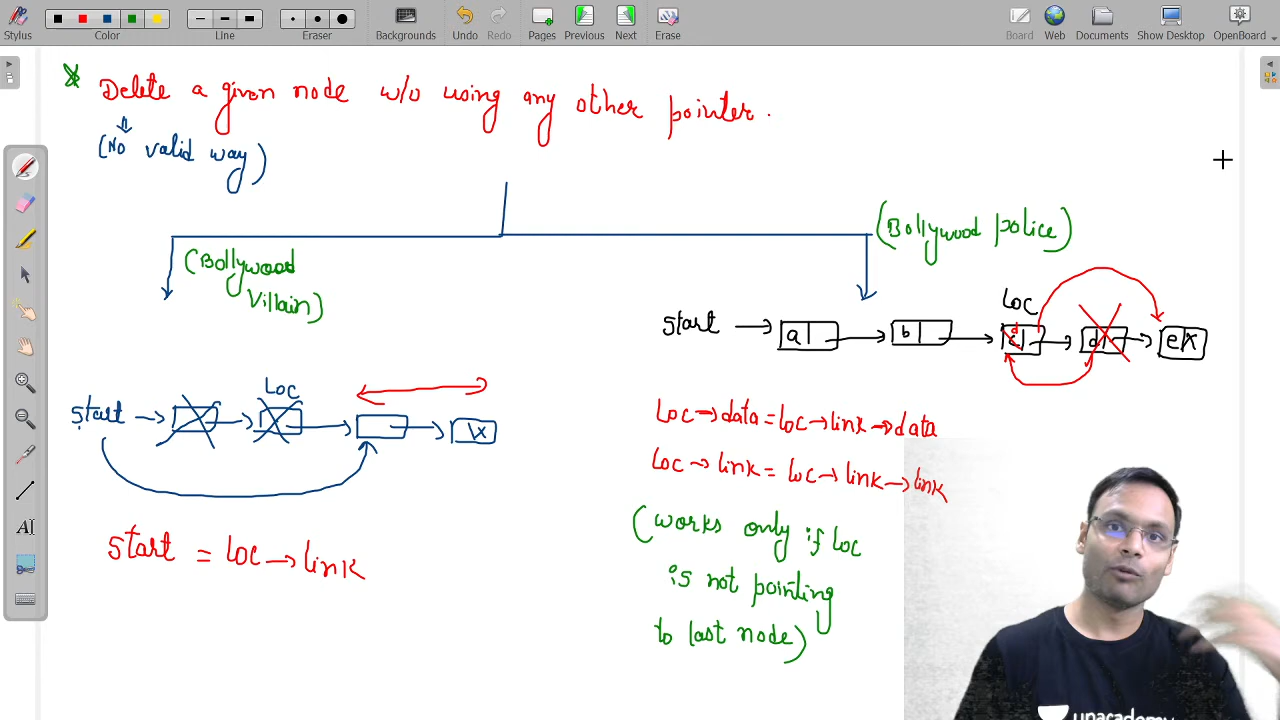 Stylus
Color
Line
Eraser
Backgrounds
Undo
Redo
Pages
Previous
Next
Erase
Board
Web
Documents
Show Desktop
OpenBoard
Delete a given node w/o using any other pointer.
(No valid way)
(Bollywood
Villain)
(Bollywood police)
Loc
start
a
b
c d
d
e x
Loc
start
x
start = Loc → link
Loc → data = Loc → link → data
Loc → link = Loc → link → link
(works only if Loc
is not pointing
to last node)
unacademy